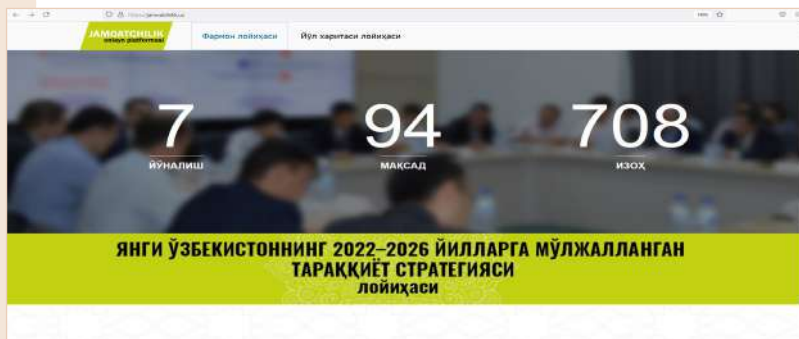 JAMOATCHILIK
onlayn platformasi
Фармон лойиҳаси
Йўл харитаси лойиҳаси
7
94
708
ЙЎНАЛИШ
МАҚСАД
ИЗОҲ
ЯНГИ ЎЗБЕКИСТОННИНГ 2022–2026 ЙИЛЛАРГА МЎЛЖАЛЛАНГАН
ТАРАҚҚИЁТ СТРАТЕГИЯСИ
лойиҳаси